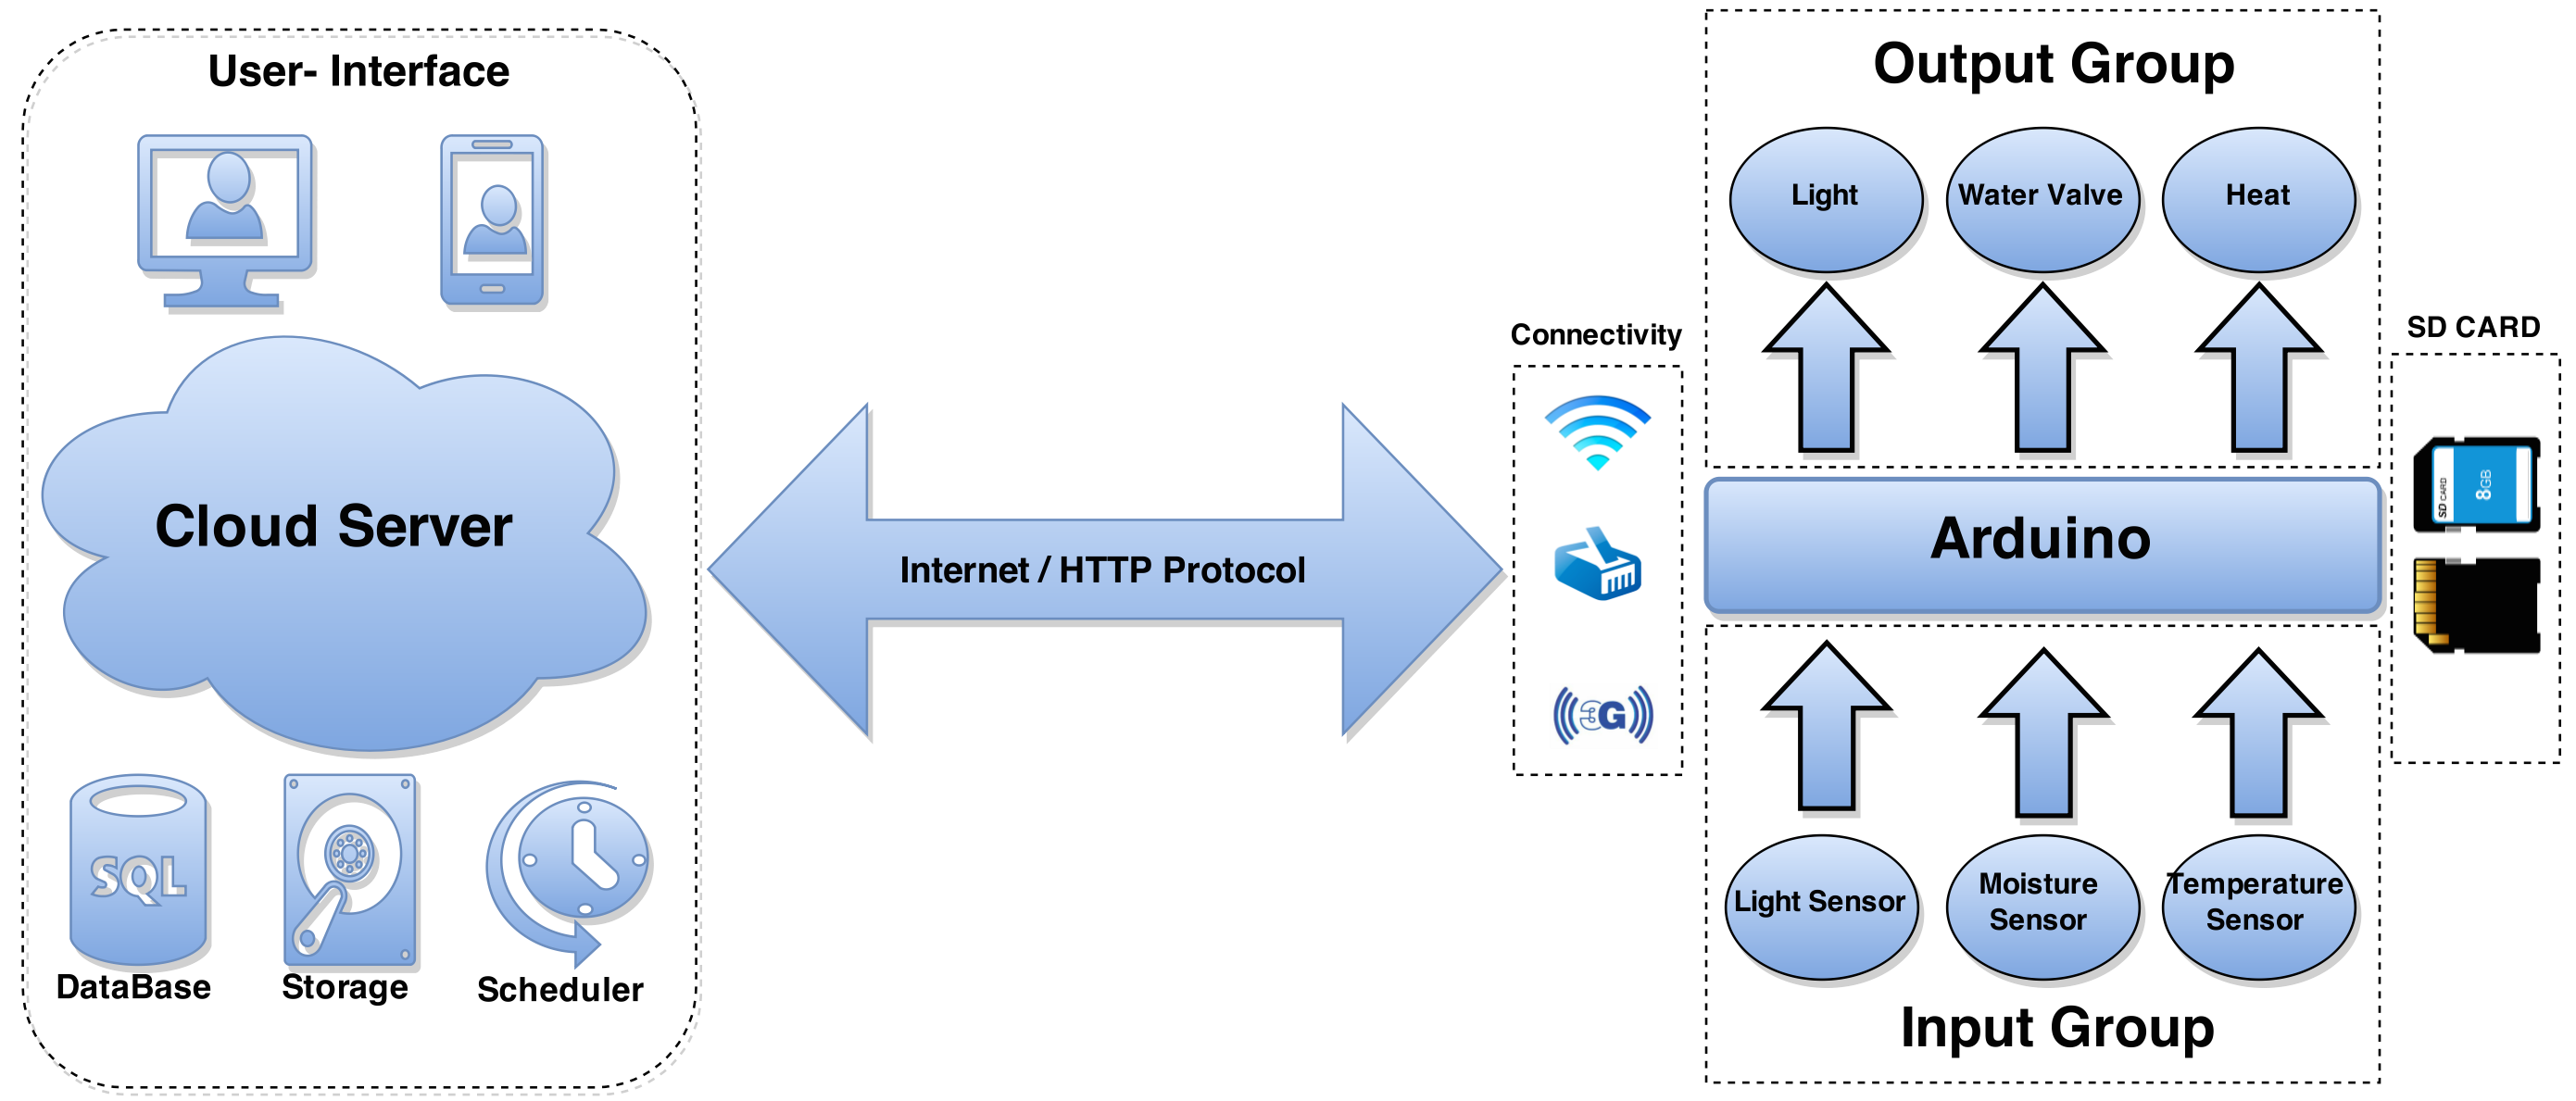 User- Interface
Cloud Server
SQL
DataBase
Storage
Scheduler
Internet / HTTP Protocol
Connectivity
3G
Output Group
Light
Water Valve
Heat
Arduino
Light Sensor
Moisture
Sensor
Temperature
Sensor
Input Group
SD CARD
SD CARD
8GB